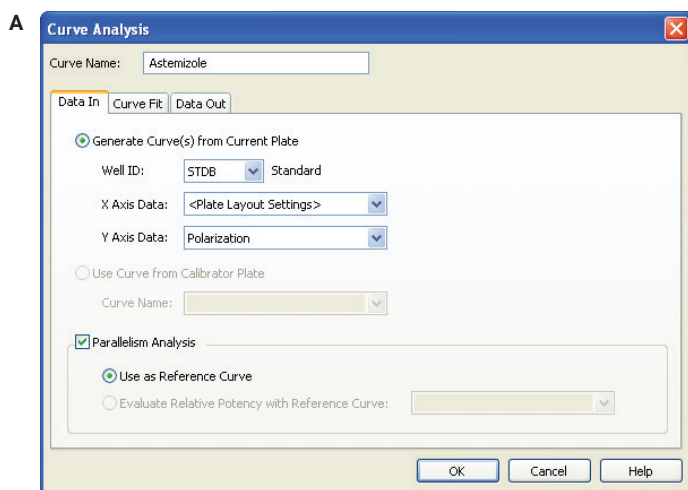 A
Curve Analysis
Curve Name: Astemizole
Data In Curve Fit Data Out
Generate Curve(s) from Current Plate
Well ID: STDB Standard
X Axis Data: <Plate Layout Settings>
Y Axis Data: Polarization
Use Curve from Calibrator Plate
Curve Name:
Parallelism Analysis
Use as Reference Curve
Evaluate Relative Potency with Reference Curve:
OK Cancel Help